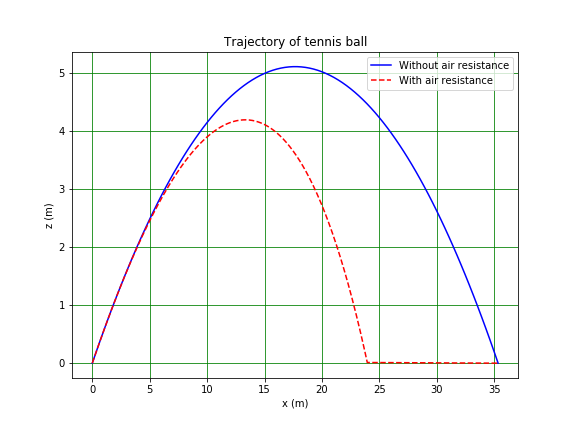 Trajectory of tennis ball
Without air resistance
With air resistance
z (m)
5
4
3
2
1
0
0 5 10 15 20 25 30 35
x (m)